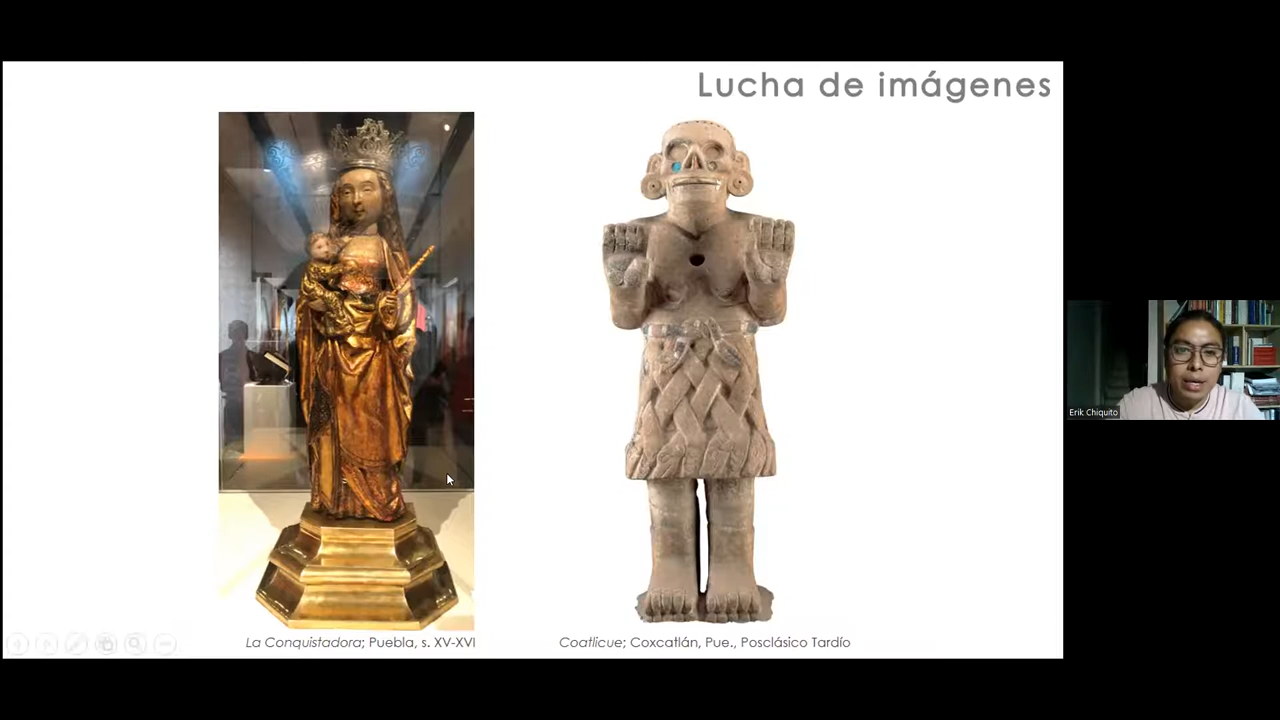 Lucha de imágenes
La Conquistadora; Puebla, s. XV-XVI
Coatlicue; Coxcatlán, Pue., Posclásico Tardío
Erik Chiquito